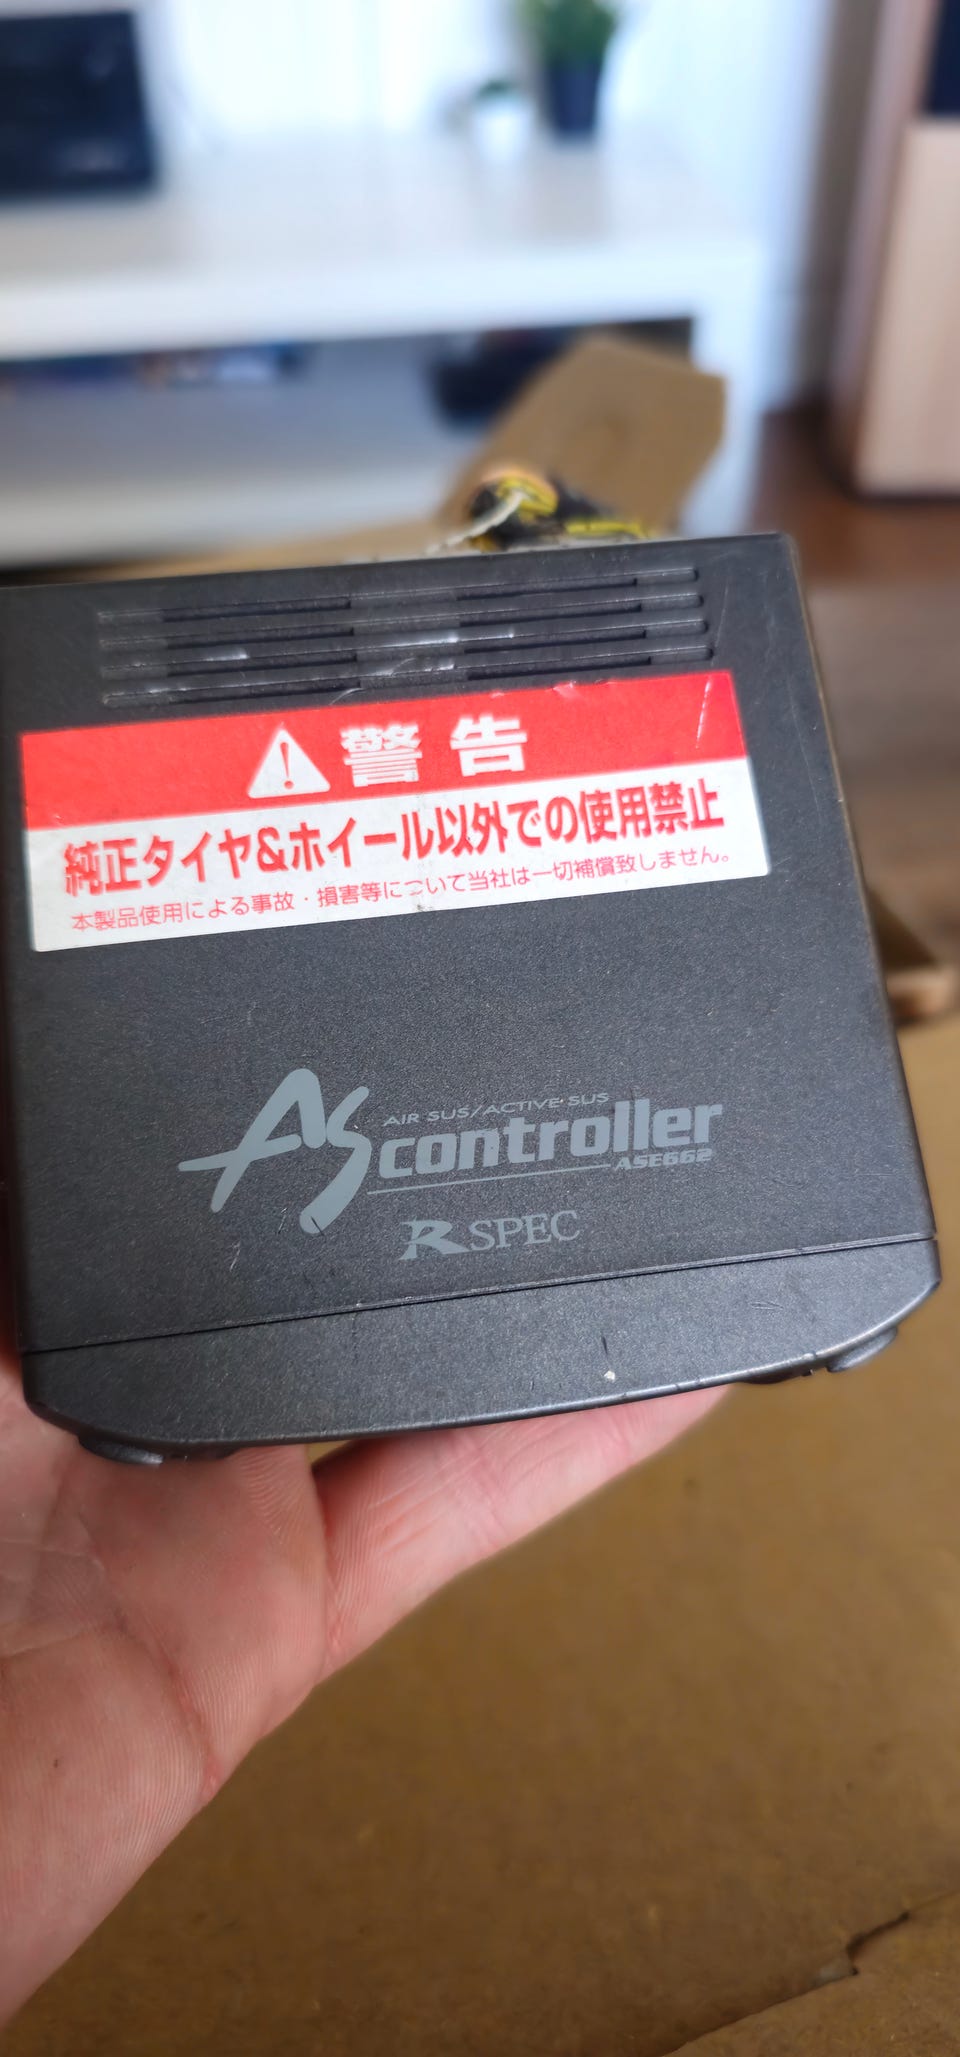 警告
純正タイヤ&ホイール以外での使用禁止
本製品使用による事故・損害等について当社は一切補償致しません。
AS
AIR SUS/ACTIVE SUS
controller
ASE662
R SPEC